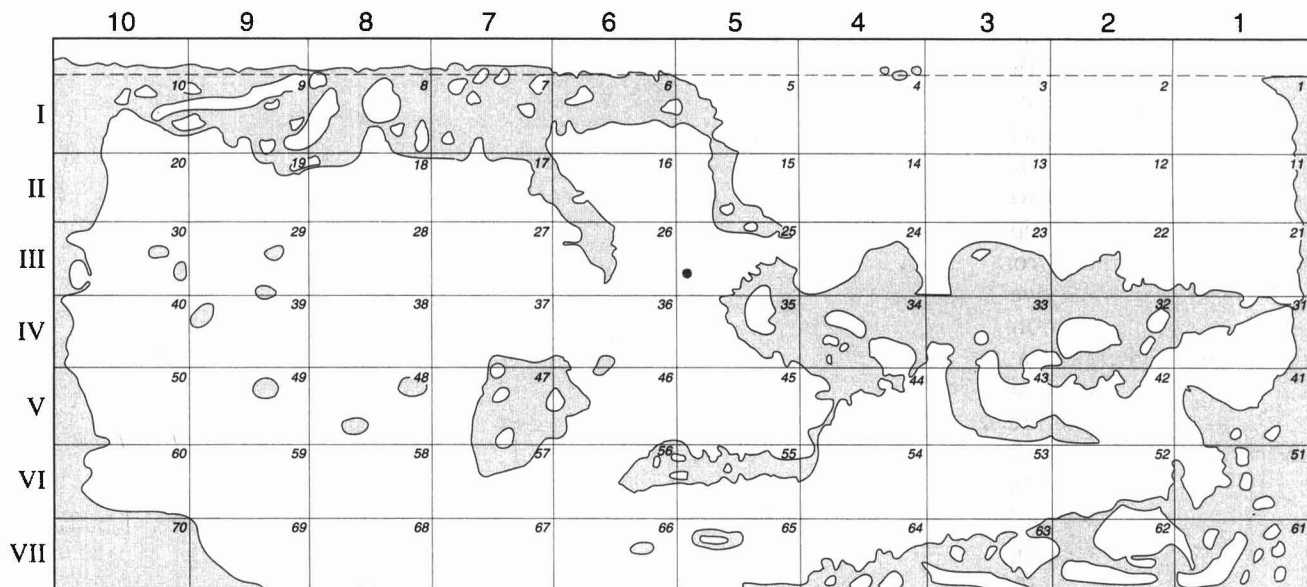 10 9 8 7 6 5 4 3 2 1
I 10 9 8 7 6 5 4 3 2 1
II 20 19 18 17 16 15 14 13 12 11
III 30 29 28 27 26 25 24 23 22 21
IV 40 39 38 37 36 35 34 33 32 31
V 50 49 48 47 46 45 44 43 42 41
VI 60 59 58 57 56 55 54 53 52 51
VII 70 69 68 67 66 65 64 63 62 61